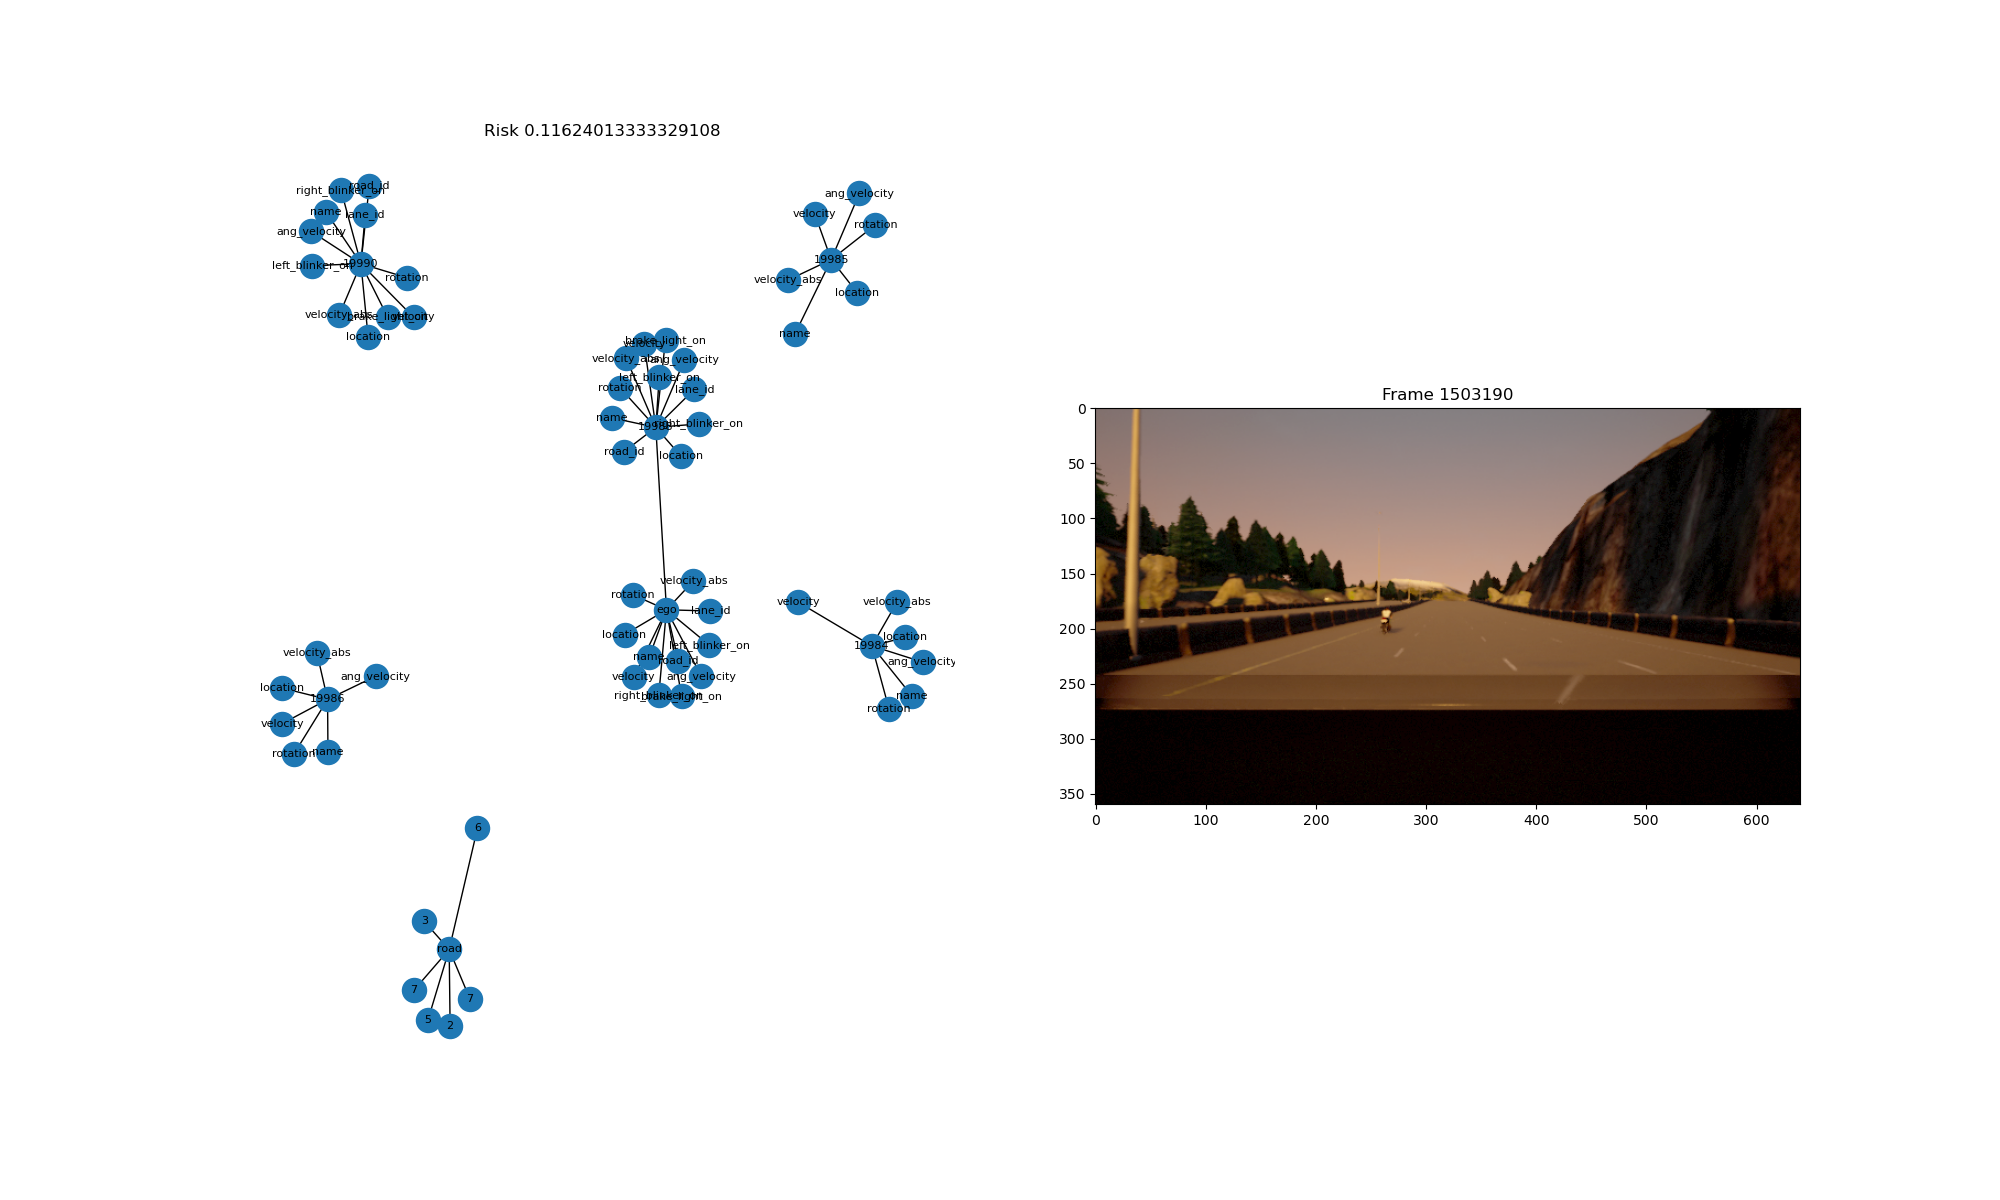 Risk 0.11624013333329108
right_blinker_on
road_id
name
lane_id
ang_velocity
left_blinker_on
19990
rotation
velocity_abs
brake_light_on
velocity
location
ang_velocity
velocity
rotation
19985
velocity_abs
location
name
brake_light_on
velocity
velocity_abs
ang_velocity
left_blinker_on
rotation
lane_id
name
right_blinker_on
road_id
location
velocity_abs
rotation
ego
lane_id
location
left_blinker_on
name
road_id
velocity
ang_velocity
right_blinker_on
brake_light_on
velocity
velocity_abs
location
19984
ang_velocity
name
rotation
velocity_abs
ang_velocity
location
19986
velocity
rotation
name
6
3
road
7
7
5
2
Frame 1503190
0
50
100
150
200
250
300
350
0
100
200
300
400
500
600